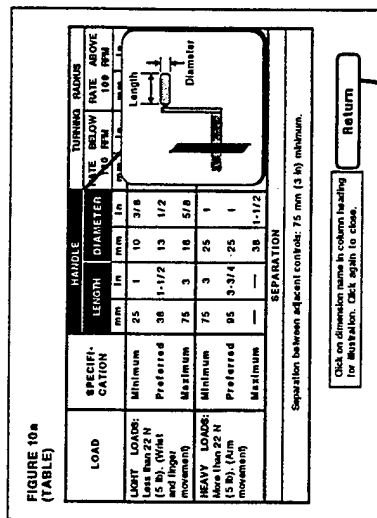 FIGURE 10a
(TABLE)
LOAD
SPECIFI-
CATION
HANDLE
LENGTH
DIAMETER
mm
in
mm
in
TURNING RADIUS
RATE BELOW
RPM
RATE ABOVE
100
RPM
mm
in
mm
in
LIGHT LOADS:
Less than 22 N
(5 lb). (Wrist
and finger
movement)
Minimum 25 1 10 3/8
Preferred 38 1-1/2 13 1/2
Maximum 75 3 16 5/8
HEAVY LOADS:
More than 22 N
(5 lb). (Arm
movement)
Minimum 75 3 25 1
Preferred 95 3-3/4 25 1
Maximum — — 38 1-1/2
Length
Diameter
SEPARATION
Separation between adjacent controls: 75 mm (3 in) minimum.
Click on dimension name in column heading
for illustration. Click again to close.
Return